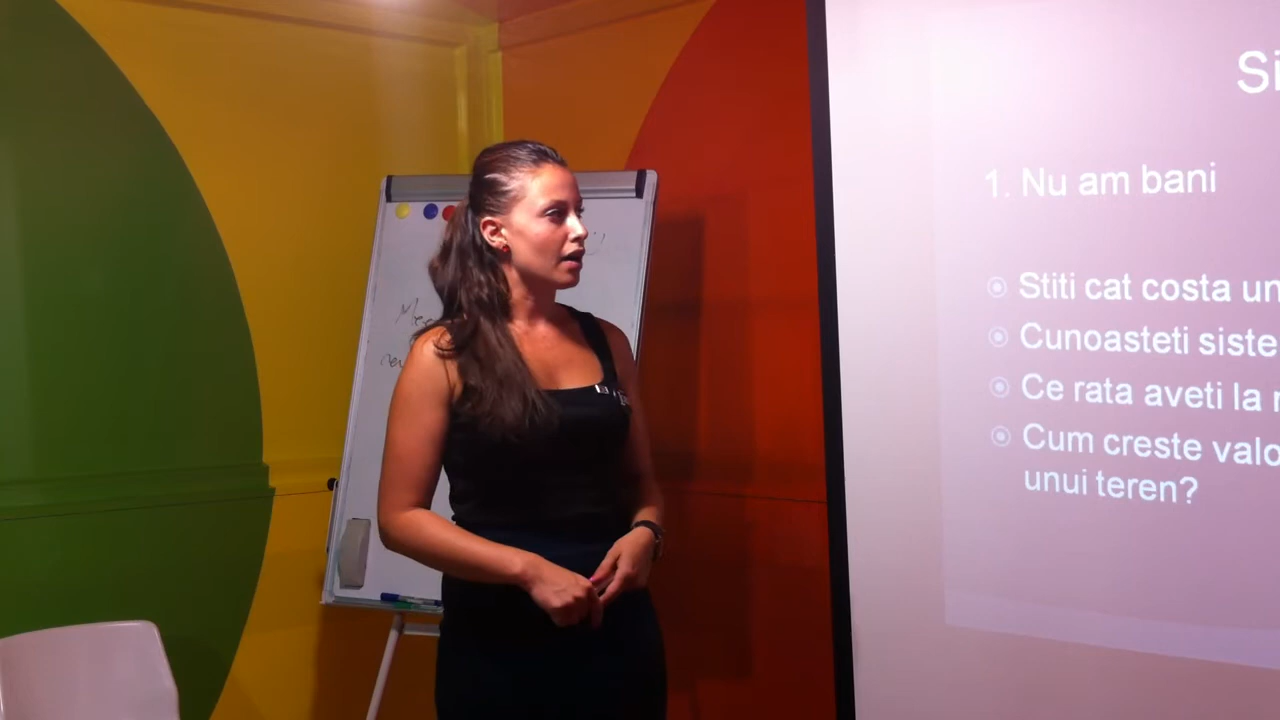 Si
1. Nu am bani
Stiti cat costa un
Cunoasteti siste
Ce rata aveti la
Cum creste valo
unui teren?